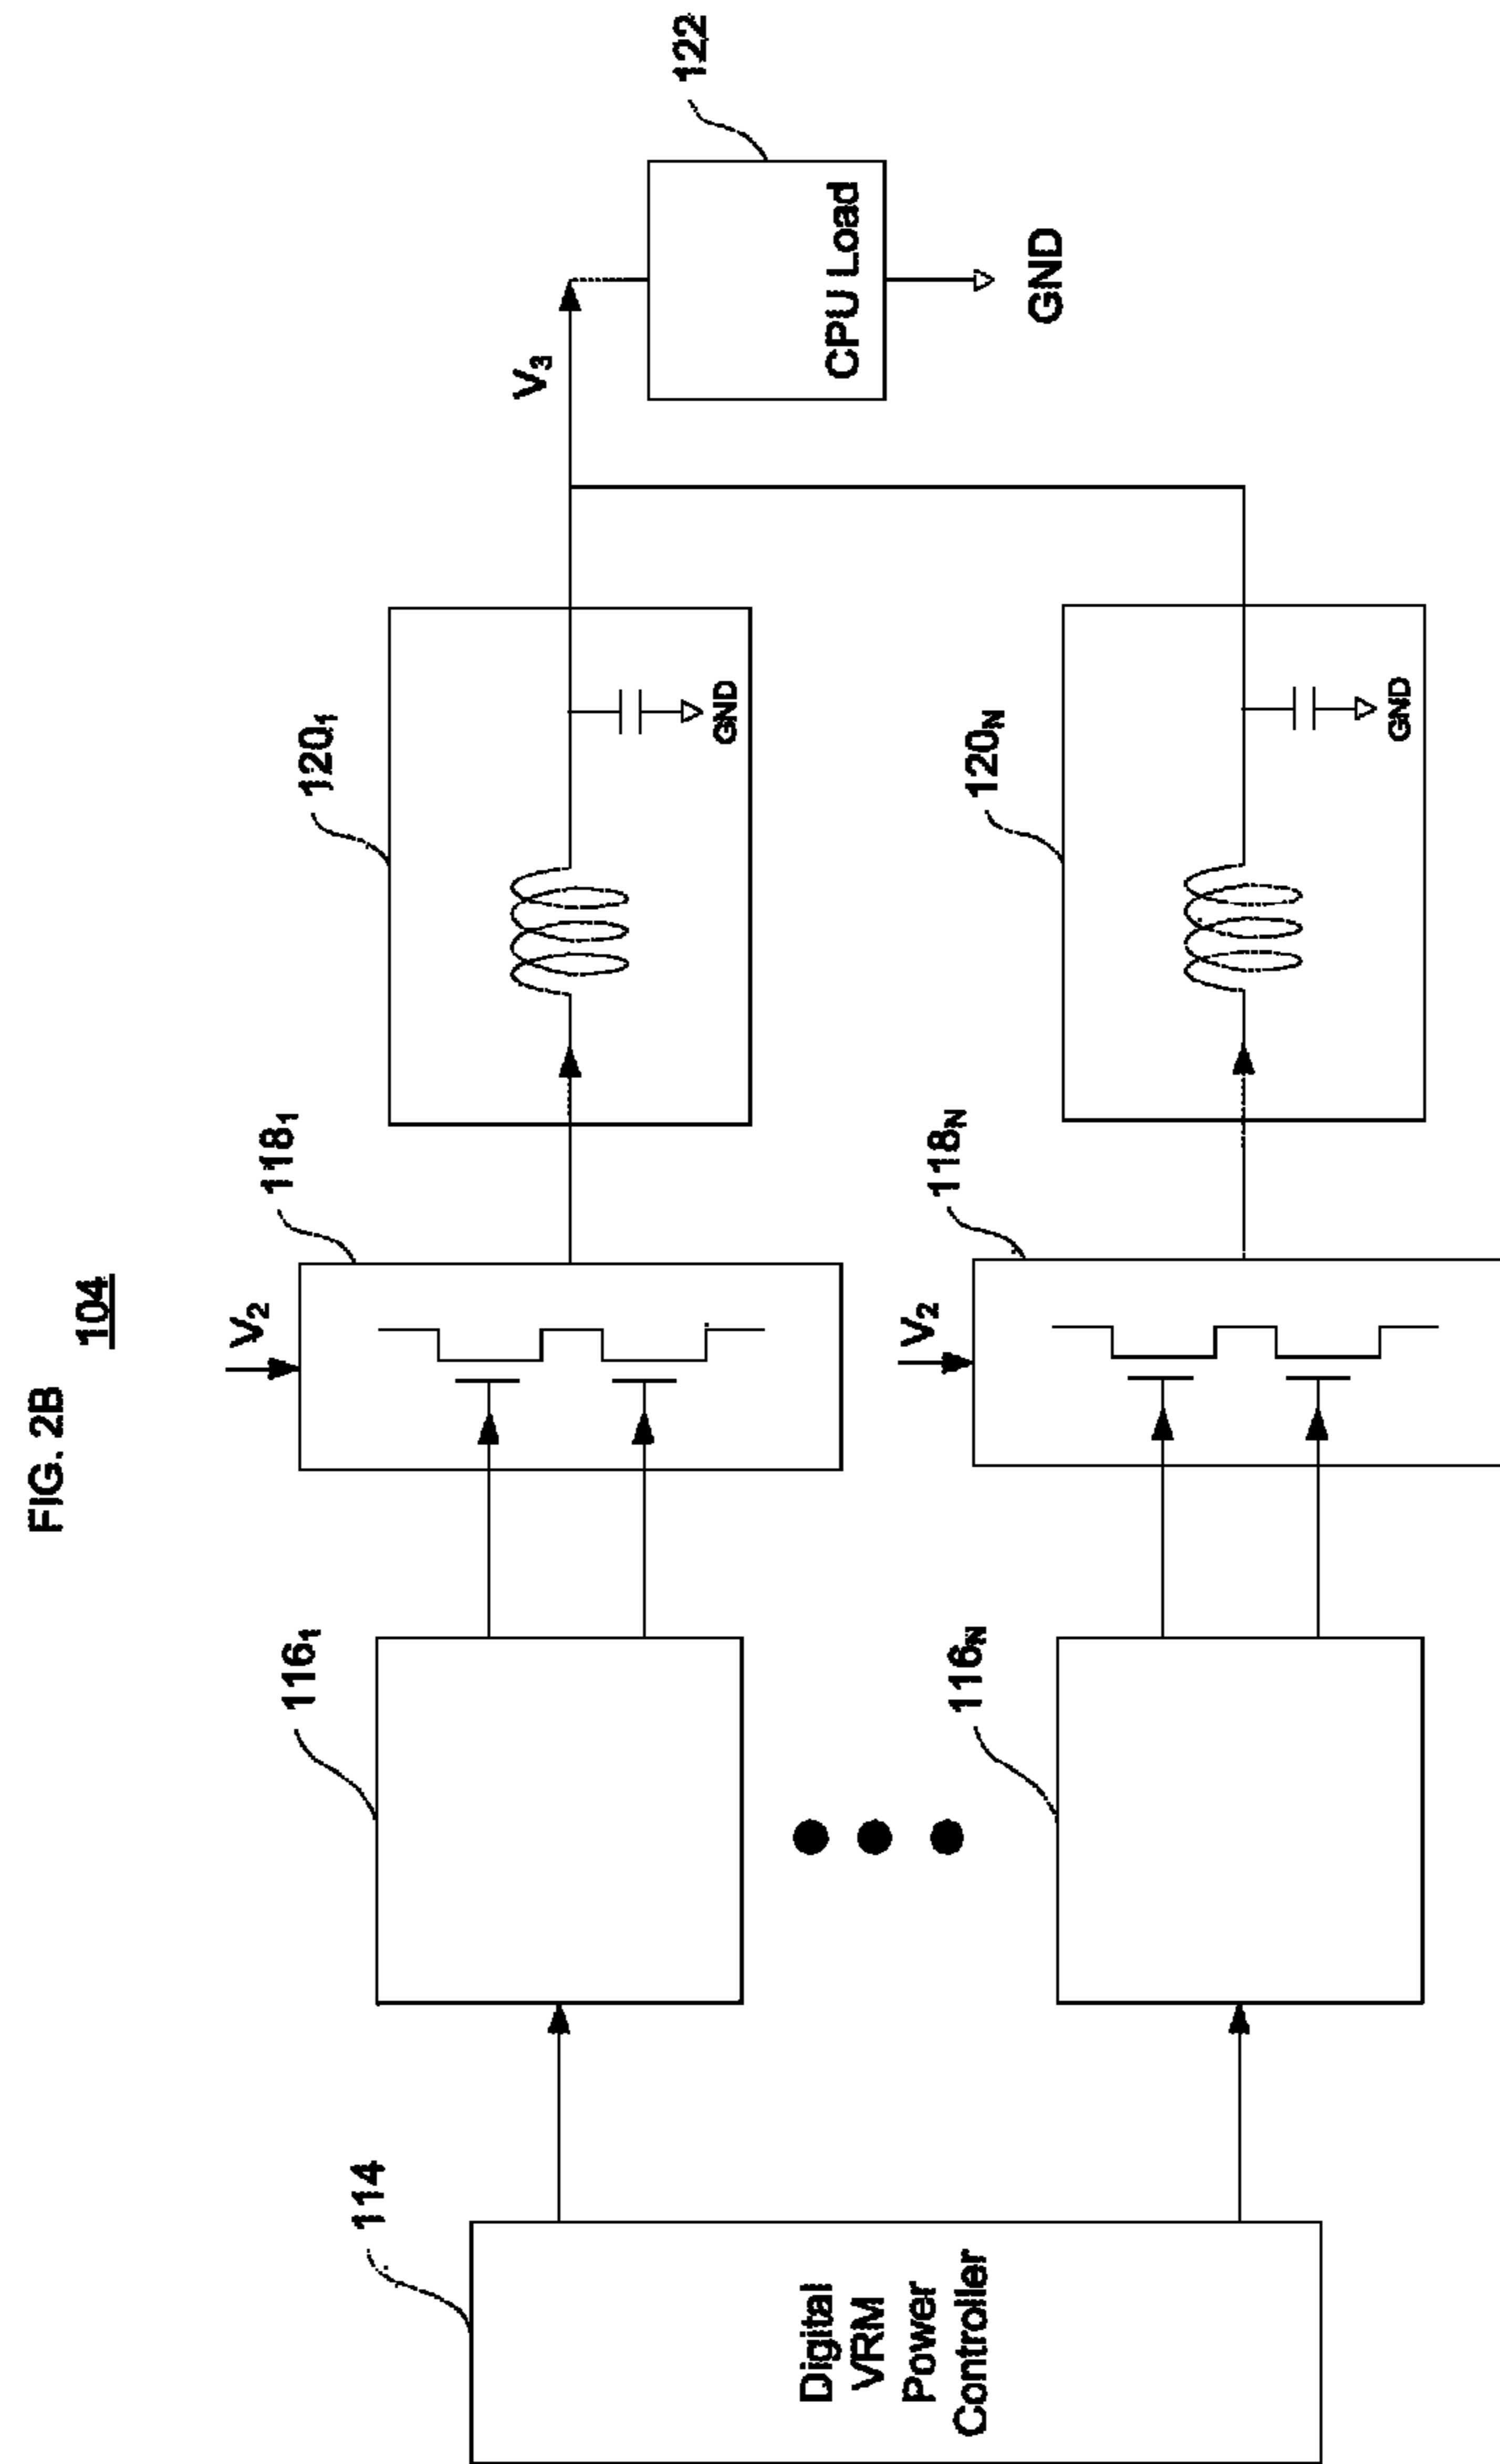 FIG. 2B
104
114
Digital
VRM
Power
Controller
116₁
V₂
118₁
120₁
GND
V₃
122
CPU Load
GND
116N
V₂
118N
120N
GND